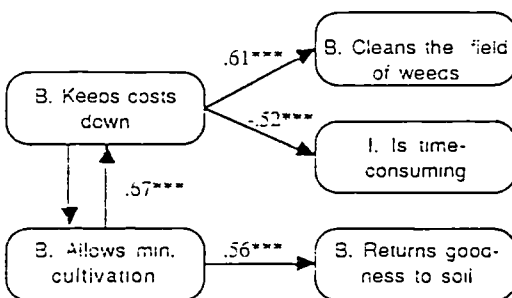 B. Cleans the field
of weeds
.61***
B. Keeps costs
down
-.52***
I. Is time-
consuming
.67***
B. Allows min.
cultivation
.56***
B. Returns good-
ness to soil